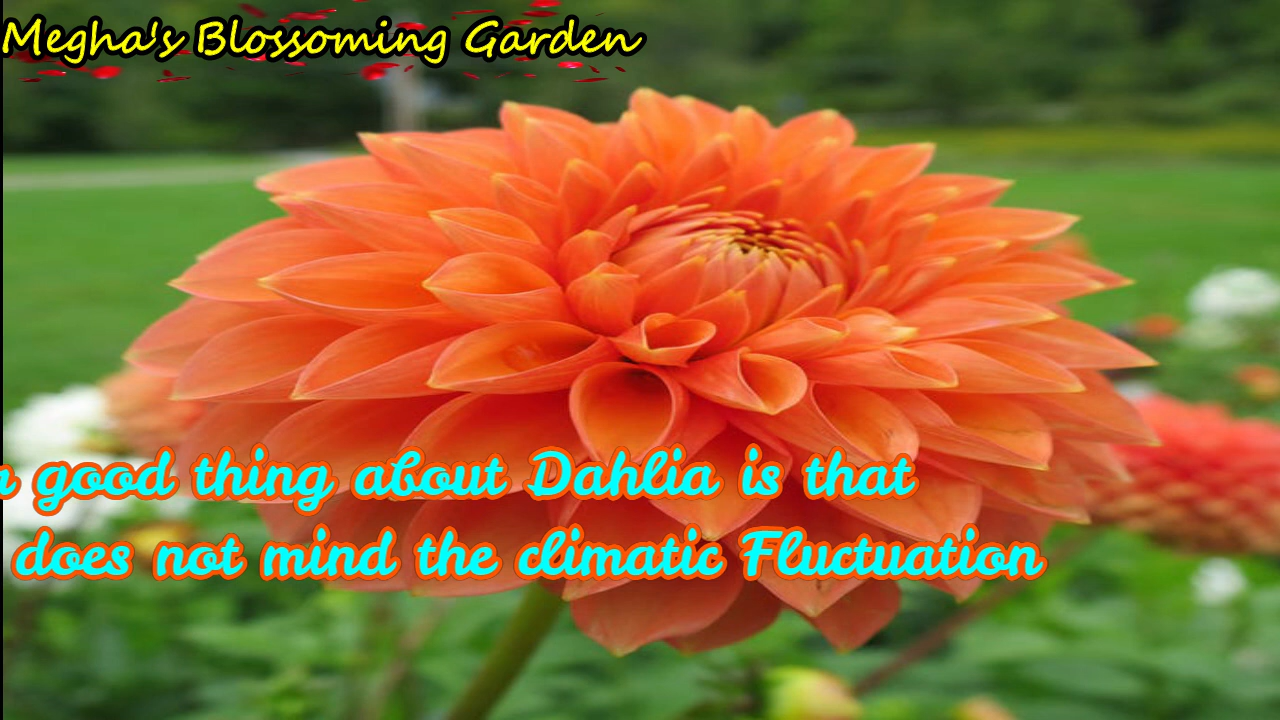 Megha's Blossoming Garden
good thing about Dahlia is that
does not mind the climatic Fluctuation